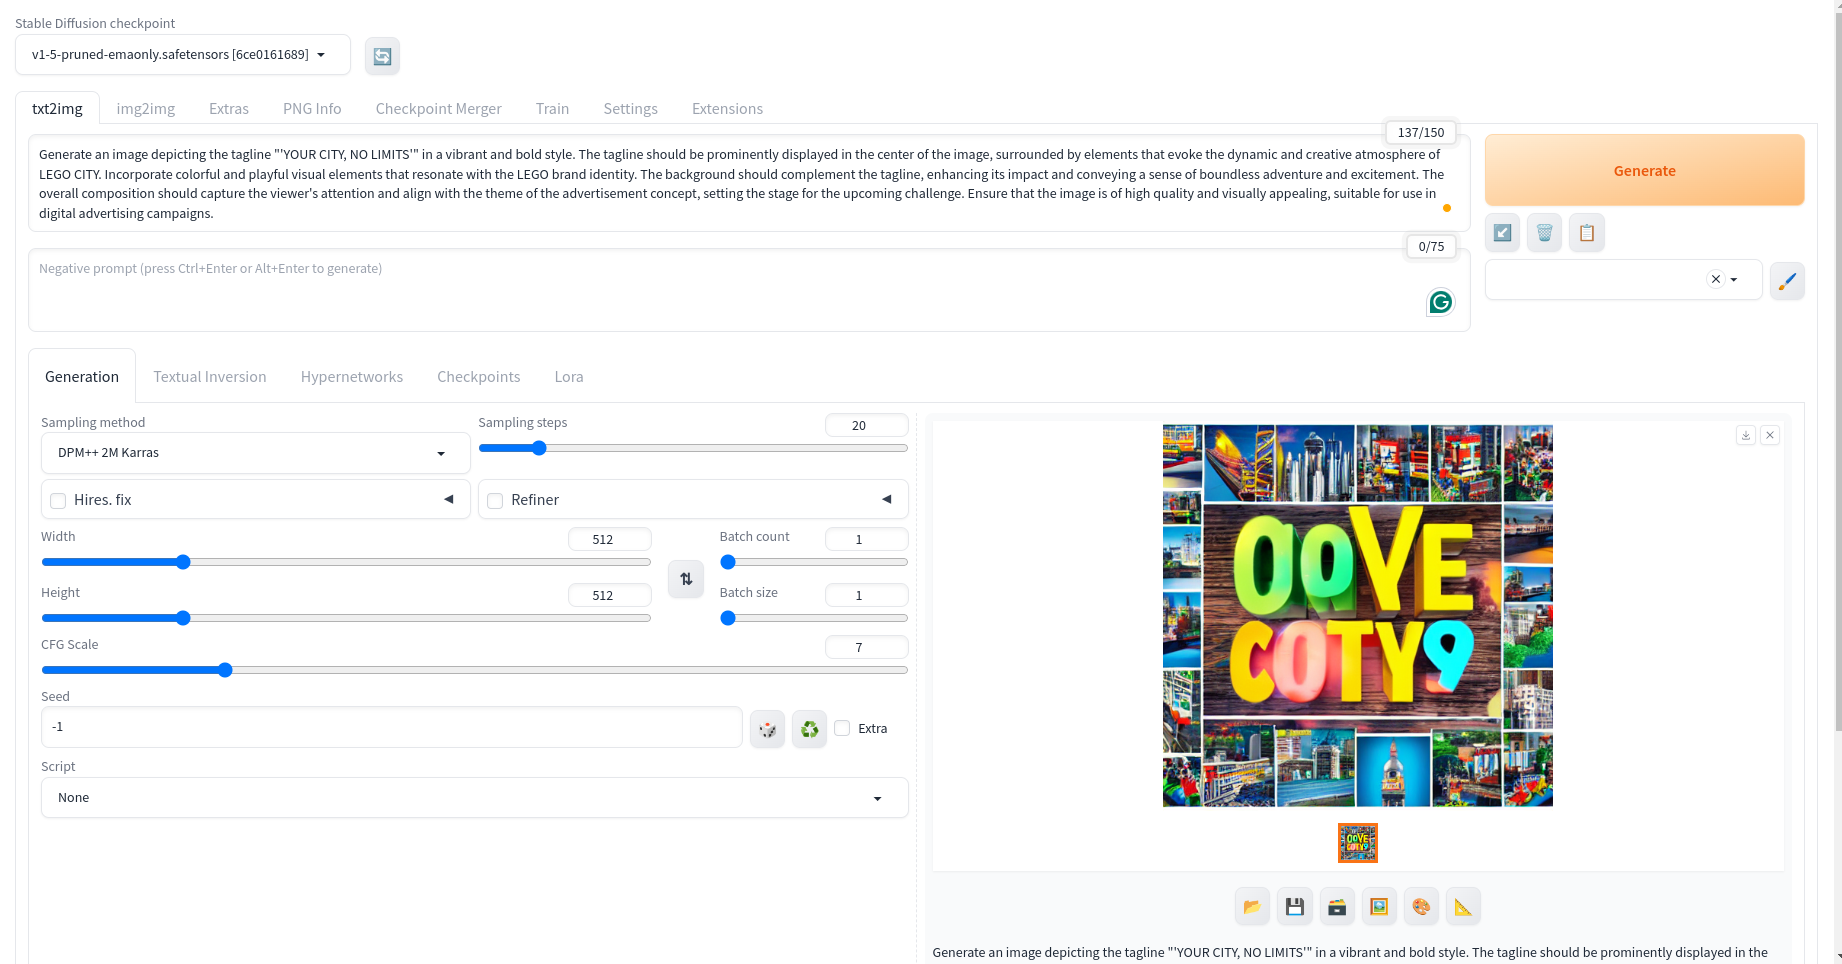 Stable Diffusion checkpoint
v1-5-pruned-emaonly.safetensors [6ce0161689]
txt2img
img2img
Extras
PNG Info
Checkpoint Merger
Train
Settings
Extensions
137/150
Generate an image depicting the tagline "'YOUR CITY, NO LIMITS'" in a vibrant and bold style. The tagline should be prominently displayed in the center of the image, surrounded by elements that evoke the dynamic and creative atmosphere of
LEGO CITY. Incorporate colorful and playful visual elements that resonate with the LEGO brand identity. The background should complement the tagline, enhancing its impact and conveying a sense of boundless adventure and excitement. The
overall composition should capture the viewer's attention and align with the theme of the advertisement concept, setting the stage for the upcoming challenge. Ensure that the image is of high quality and visually appealing, suitable for use in
digital advertising campaigns.
Generate
0/75
Negative prompt (press Ctrl+Enter or Alt+Enter to generate)
Generation
Textual Inversion
Hypernetworks
Checkpoints
Lora
Sampling method
DPM++ 2M Karras
Sampling steps
20
Hires. fix
Refiner
Width
512
Batch count
1
Height
512
Batch size
1
CFG Scale
7
Seed
-1
Extra
Script
None
OOVE
COTY9
OOVE
COTY9
Generate an image depicting the tagline "'YOUR CITY, NO LIMITS'" in a vibrant and bold style. The tagline should be prominently displayed in the